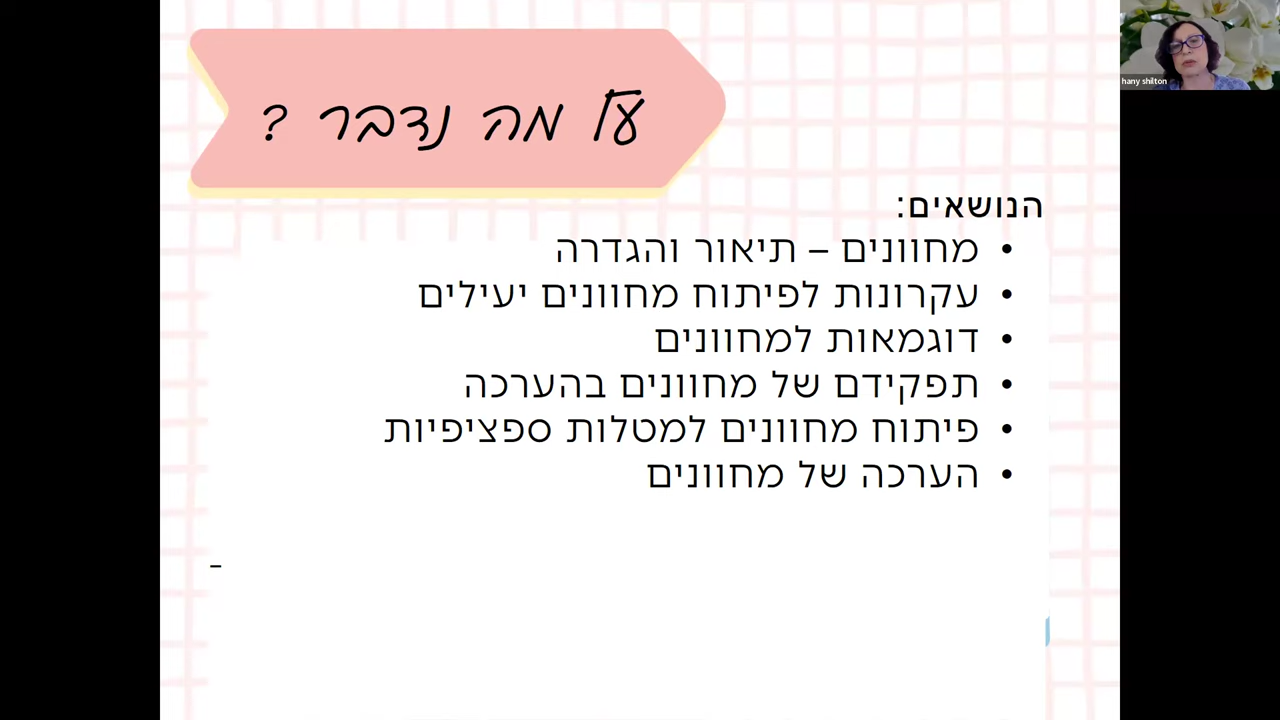 על מה נדבר ?
hany shilton
הנושאים:
• מחוונים – תיאור והגדרה
• עקרונות לפיתוח מחוונים יעילים
• דוגמאות למחוונים
• תפקידם של מחוונים בהערכה
• פיתוח מחוונים למטלות ספציפיות
• הערכה של מחוונים
-